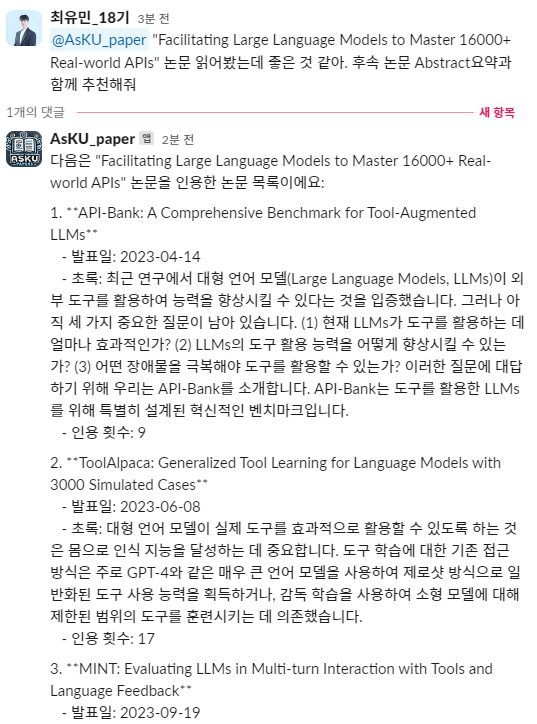 최유민_18기 3분 전
@AsKU_paper "Facilitating Large Language Models to Master 16000+
Real-world APIs" 논문 읽어봤는데 좋은 것 같아. 후속 논문 Abstract요약과
함께 추천해줘
1개의 댓글 새 항목
AsKU_paper 앱 2분 전
ASKU
다음은 "Facilitating Large Language Models to Master 16000+ Real-
world APIs" 논문을 인용한 논문 목록이에요:
1. **API-Bank: A Comprehensive Benchmark for Tool-Augmented
LLMs**
- 발표일: 2023-04-14
- 초록: 최근 연구에서 대형 언어 모델(Large Language Models, LLMs)이 외
부 도구를 활용하여 능력을 향상시킬 수 있다는 것을 입증했습니다. 그러나 아
직 세 가지 중요한 질문이 남아 있습니다. (1) 현재 LLMs가 도구를 활용하는 데
얼마나 효과적인가? (2) LLMs의 도구 활용 능력을 어떻게 향상시킬 수 있는
가? (3) 어떤 장애물을 극복해야 도구를 활용할 수 있는가? 이러한 질문에 대답
하기 위해 우리는 API-Bank를 소개합니다. API-Bank는 도구를 활용한 LLMs
를 위해 특별히 설계된 혁신적인 벤치마크입니다.
- 인용 횟수: 9
2. **ToolAlpaca: Generalized Tool Learning for Language Models with
3000 Simulated Cases**
- 발표일: 2023-06-08
- 초록: 대형 언어 모델이 실제 도구를 효과적으로 활용할 수 있도록 하는 것
은 몸으로 인식 지능을 달성하는 데 중요합니다. 도구 학습에 대한 기존 접근
방식은 주로 GPT-4와 같은 매우 큰 언어 모델을 사용하여 제로샷 방식으로 일
반화된 도구 사용 능력을 획득하거나, 감독 학습을 사용하여 소형 모델에 대해
제한된 범위의 도구를 훈련시키는 데 의존했습니다.
- 인용 횟수: 17
3. **MINT: Evaluating LLMs in Multi-turn Interaction with Tools and
Language Feedback**
- 발표일: 2023-09-19